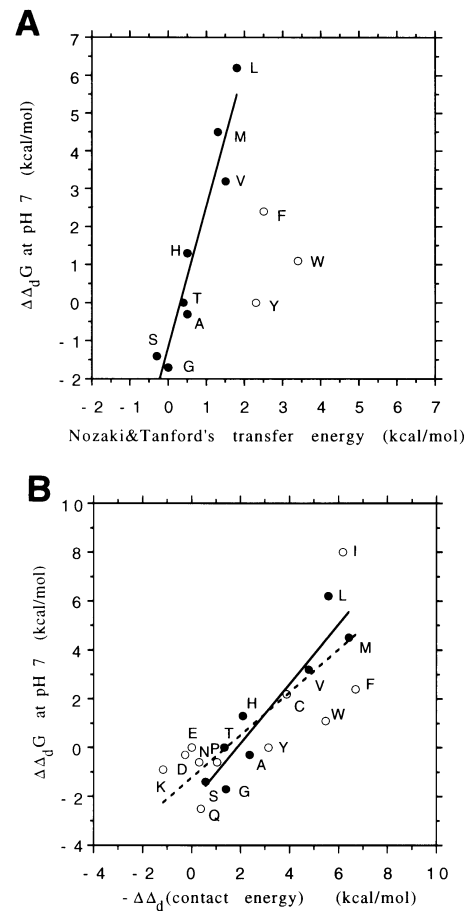 A
7
6
5
4
3
2
1
0
- 1
- 2
ΔΔdG at pH 7 (kcal/mol)
L
M
V
F
H
W
T
Y
A
S
G
- 2 - 1 0 1 2 3 4 5 6 7
Nozaki&Tanford's transfer energy (kcal/mol)
B
10
8
6
4
2
0
- 2
- 4
ΔΔdG at pH 7 (kcal/mol)
I
L
M
V
F
H
C
W
E
T
N P
Y
D
A
K
S
G
Q
- 4 - 2 0 2 4 6 8 10
- ΔΔd(contact energy) (kcal/mol)